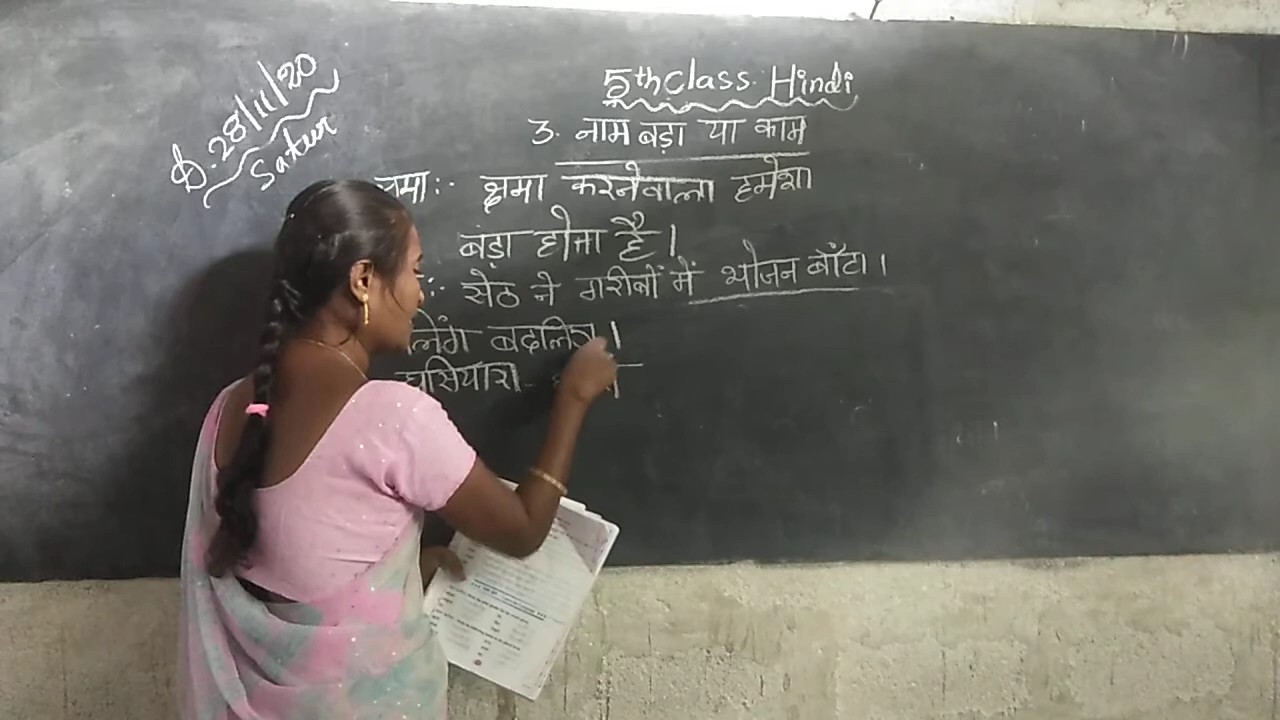 D. 28/11/20
Satur
5th class. Hindi
3. नाम बड़ा या काम
क्षमा करनेवाला हमेशा
बड़ा होता है।
सेठ ने गरीबों में भोजन बाँटा।
लिंग बदलिए।
घसियारा -